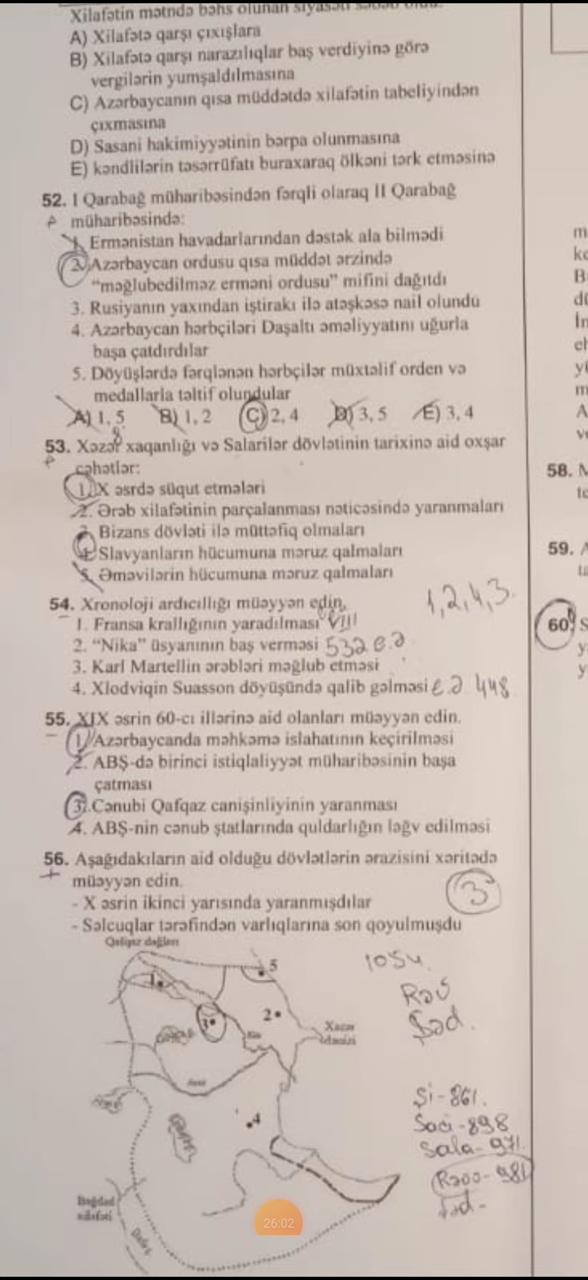 Xilafətin mətndə bəhs olunan siyasəti səbəb oldu:
A) Xilafətə qarşı çıxışlara
B) Xilafətə qarşı narazılıqlar baş verdiyinə görə
vergilərin yumşaldılmasına
C) Azərbaycanın qısa müddətdə xilafətin tabeliyindən
çıxmasına
D) Sasani hakimiyyətinin bərpa olunmasına
E) kəndlilərin təsərrüfatı buraxaraq ölkəni tərk etməsinə
52. I Qarabağ müharibəsindən fərqli olaraq II Qarabağ
müharibəsində:
1. Ermənistan havadarlarından dəstək ala bilmədi
2. Azərbaycan ordusu qısa müddət ərzində
"məğlubedilməz erməni ordusu" mifini dağıtdı
3. Rusiyanın yaxından iştirakı ilə atəşkəsə nail olundu
4. Azərbaycan hərbçiləri Daşaltı əməliyyatını uğurla
başa çatdırdılar
5. Döyüşlərdə fərqlənən hərbçilər müxtəlif orden və
medallarla təltif olundular
A) 1, 5 B) 1, 2 C) 2, 4 D) 3, 5 E) 3, 4
53. Xəzər xaqanlığı və Salarilər dövlətinin tarixinə aid oxşar
cəhətlər:
1. X əsrdə süqut etmələri
2. Ərəb xilafətinin parçalanması nəticəsində yaranmaları
3. Bizans dövləti ilə müttəfiq olmaları
4. Slavyanların hücumuna məruz qalmaları
5. Əməvilərin hücumuna məruz qalmaları
54. Xronoloji ardıcıllığı müəyyən edin. 1,2,4,3.
1. Fransa krallığının yaradılması VIII
2. "Nika" üsyanının baş verməsi 532 e.ə
3. Karl Martellin ərəbləri məğlub etməsi
4. Xlodviqin Suasson döyüşündə qalib gəlməsi e.ə 448
55. XIX əsrin 60-cı illərinə aid olanları müəyyən edin.
1. Azərbaycanda məhkəmə islahatının keçirilməsi
2. ABŞ-də birinci istiqlaliyyət müharibəsinin başa
çatması
3. Cənubi Qafqaz canişinliyinin yaranması
4. ABŞ-nin cənub ştatlarında quldarlığın ləğv edilməsi
56. Aşağıdakıların aid olduğu dövlətlərin ərazisini xəritədə
müəyyən edin.
3
- X əsrin ikinci yarısında yaranmışdılar
- Səlcuqlar tərəfindən varlıqlarına son qoyulmuşdu
1054.
Rəv
Şəd.
5
1
2
3
Xəzər
dənizi
4
Bağdad
xilafəti
Şi-861.
Saci-898
Sala-971.
Rəvv-981
Şəd-
58.
59.
60.
26:02